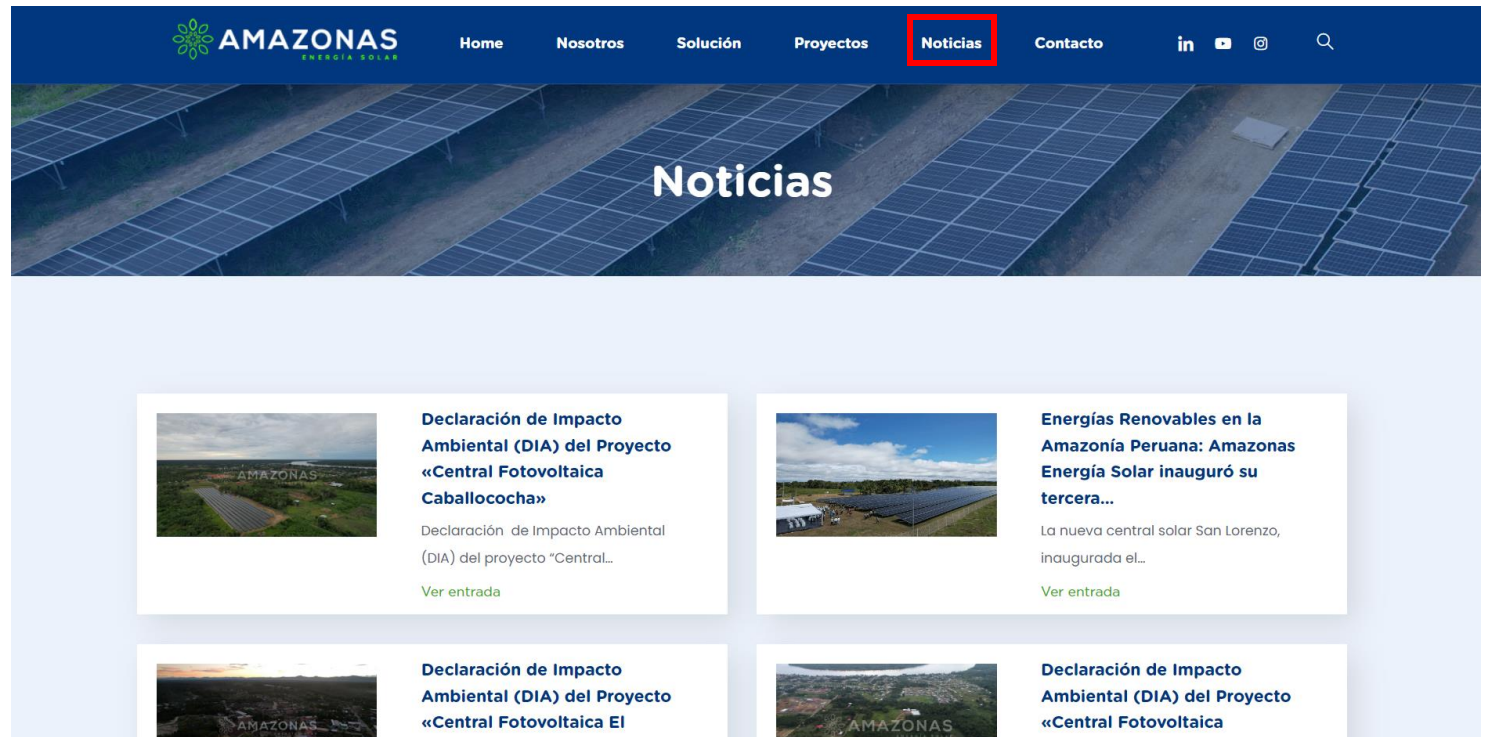 AMAZONAS
ENERGÍA SOLAR
Home Nosotros Solución Proyectos Noticias Contacto in
Noticias
Declaración de Impacto
Ambiental (DIA) del Proyecto
«Central Fotovoltaica
Caballococha»
Declaración de Impacto Ambiental
(DIA) del proyecto “Central...
Ver entrada
AMAZONAS
Energías Renovables en la
Amazonía Peruana: Amazonas
Energía Solar inauguró su
tercera...
La nueva central solar San Lorenzo,
inaugurada el...
Ver entrada
Declaración de Impacto
Ambiental (DIA) del Proyecto
«Central Fotovoltaica El
AMAZONAS
Declaración de Impacto
Ambiental (DIA) del Proyecto
«Central Fotovoltaica
AMAZONAS